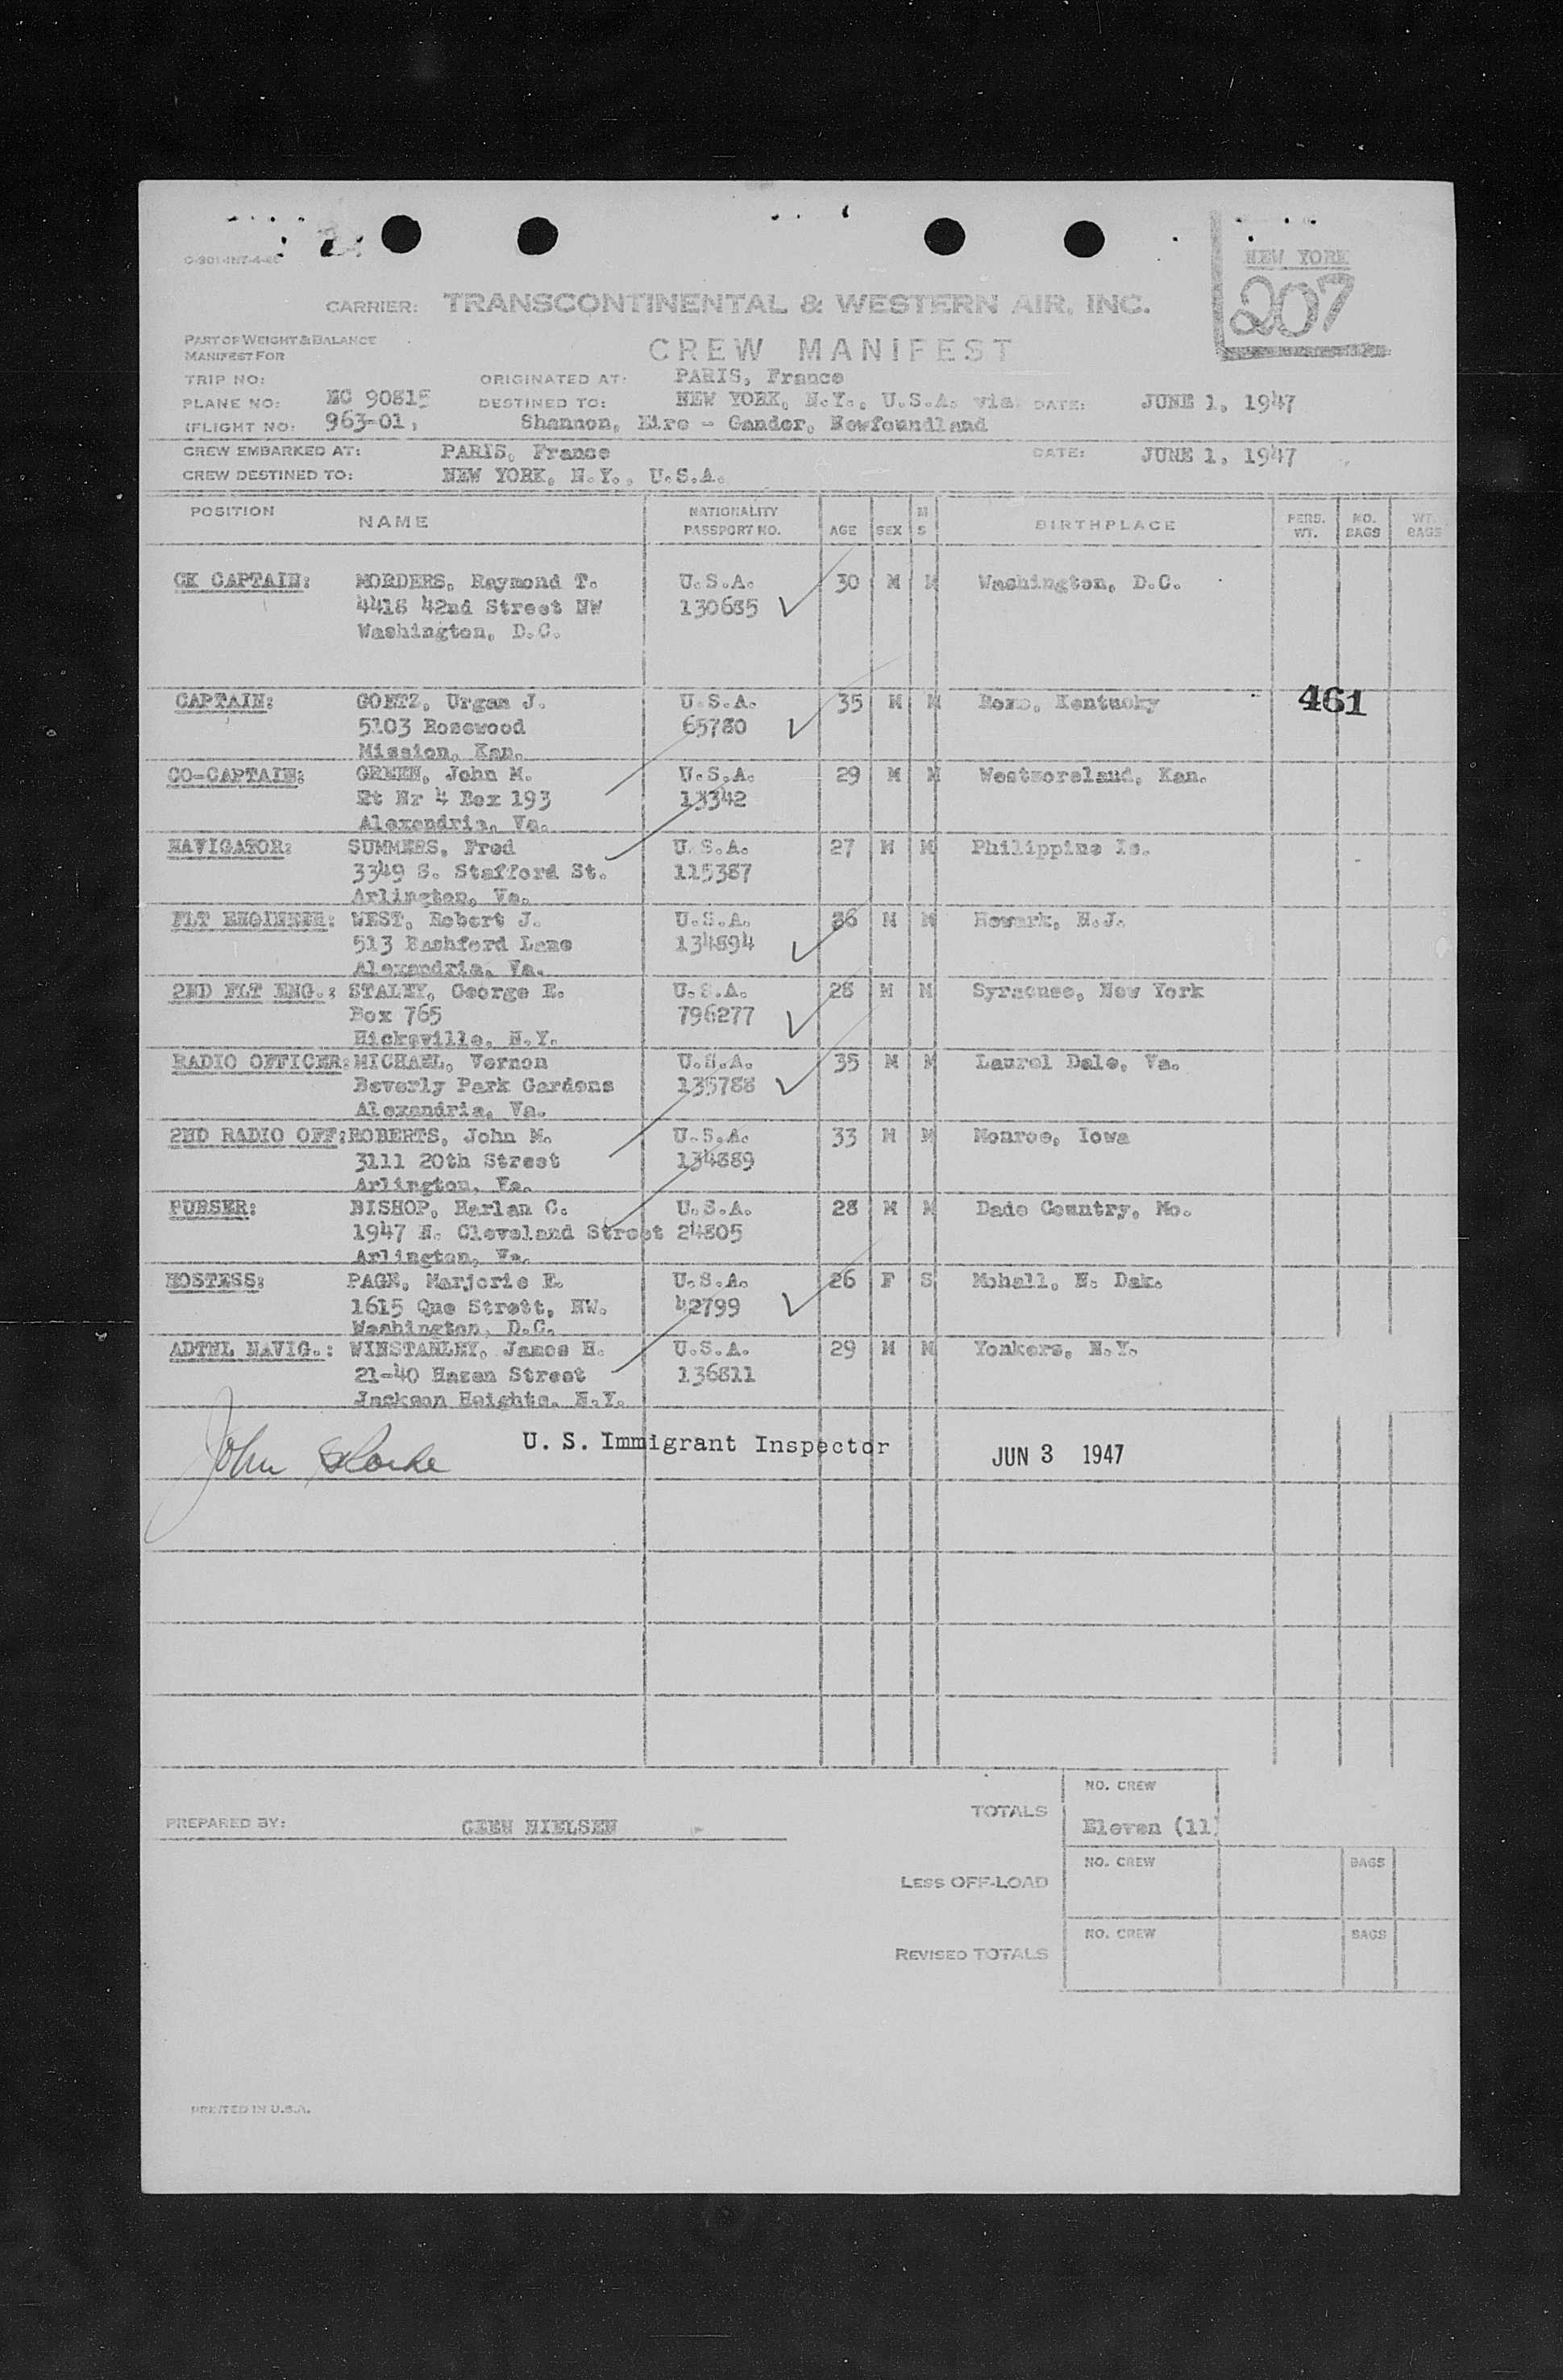 NEW YORK
207
CARRIER: TRANSCONTINENTAL & WESTERN AIR, INC.
PART OF WEIGHT & BALANCE
MANIFEST FOR
CREW MANIFEST
TRIP NO: ORIGINATED AT: PARIS, France
PLANE NO: NC 90815 DESTINED TO: NEW YORK, N.Y., U.S.A. via DATE: JUNE 1, 1947
(FLIGHT NO: 963-01, Shannon, Eire - Gander, Newfoundland
CREW EMBARKED AT: PARIS, France DATE: JUNE 1, 1947
CREW DESTINED TO: NEW YORK, N.Y., U.S.A.
POSITION NAME NATIONALITY PASSPORT NO. AGE SEX M S BIRTHPLACE PERS. WT. NO. BAGS WT. BAGS
CK CAPTAIN: MORDERS, Raymond T. U.S.A. 30 M M Washington, D.C.
4418 42nd Street NW 130685
Washington, D.C.
CAPTAIN: GOETZ, Urgan J. U.S.A. 35 M M Kentucky 461
5103 Rosewood 65780
Mission, Kan.
CO-CAPTAIN: GREEN, John M. U.S.A. 29 M M Westmoreland, Kan.
Rt Nr 4 Box 193 13342
Alexandria, Va.
NAVIGATOR: SUMMERS, Fred U.S.A. 27 M M Philippine Is.
3349 S. Stafford St. 115387
Arlington, Va.
FLT ENGINEER: WEST, Robert J. U.S.A. 36 M M Newark, N.J.
513 Bashford Lane 134894
Alexandria, Va.
2ND FLT ENG.: STALEY, George E. U.S.A. 28 M M Syracuse, New York
Box 765 796277
Hicksville, N.Y.
RADIO OFFICER: MICHAEL, Vernon U.S.A. 35 M M Laurel Dale, Va.
Beverly Park Gardens 135788
Alexandria, Va.
2ND RADIO OFF: ROBERTS, John M. U.S.A. 33 M M Monroe, Iowa
3111 20th Street 134889
Arlington, Va.
PURSER: BISHOP, Harlan C. U.S.A. 28 M M Dade Country, Mo.
1947 N. Cleveland Street 24805
Arlington, Va.
HOSTESS: PAGE, Marjorie E. U.S.A. 26 F S Mohall, N. Dak.
1615 Que Strett, NW. 42799
Washington, D.C.
ADTNL NAVIG.: WINSTANLEY, James H. U.S.A. 29 M M Yonkers, N.Y.
21-40 Hazen Street 136811
Jackson Heights, N.Y.
John U. S. Immigrant Inspector JUN 3 1947
NO. CREW
TOTALS Eleven (11)
PREPARED BY: GEEN NIELSEN
NO. CREW BAGS
LESS OFF-LOAD
NO. CREW BAGS
REVISED TOTALS
PRINTED IN U.S.A.